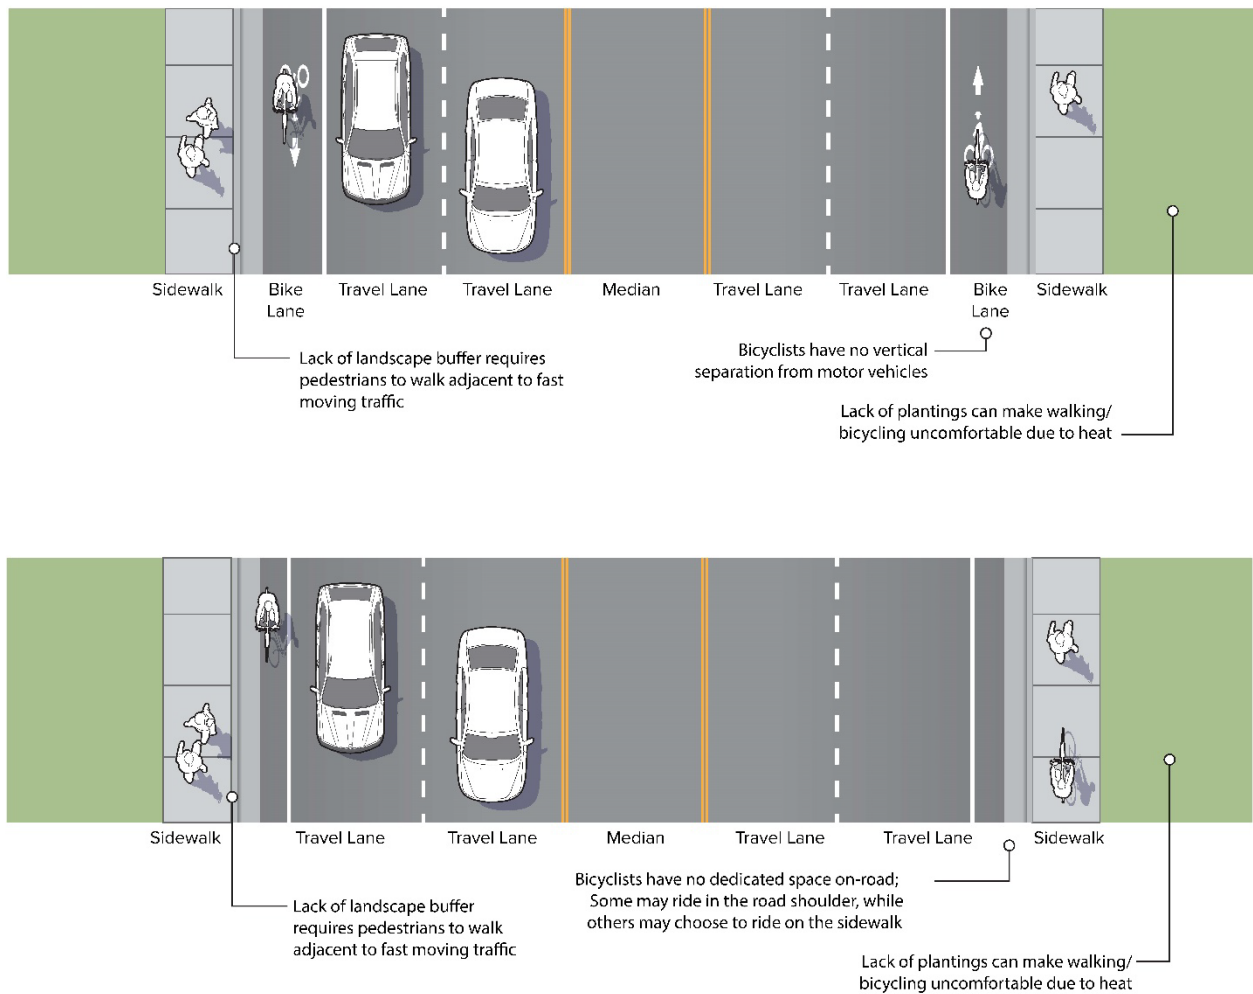 Sidewalk
Bike
Lane
Travel Lane
Travel Lane
Median
Travel Lane
Travel Lane
Bike
Lane
Sidewalk
Lack of landscape buffer requires
pedestrians to walk adjacent to fast
moving traffic
Bicyclists have no vertical
separation from motor vehicles
Lack of plantings can make walking/
bicycling uncomfortable due to heat
Sidewalk
Travel Lane
Travel Lane
Median
Travel Lane
Travel Lane
Sidewalk
Lack of landscape buffer
requires pedestrians to walk
adjacent to fast moving traffic
Bicyclists have no dedicated space on-road;
Some may ride in the road shoulder, while
others may choose to ride on the sidewalk
Lack of plantings can make walking/
bicycling uncomfortable due to heat